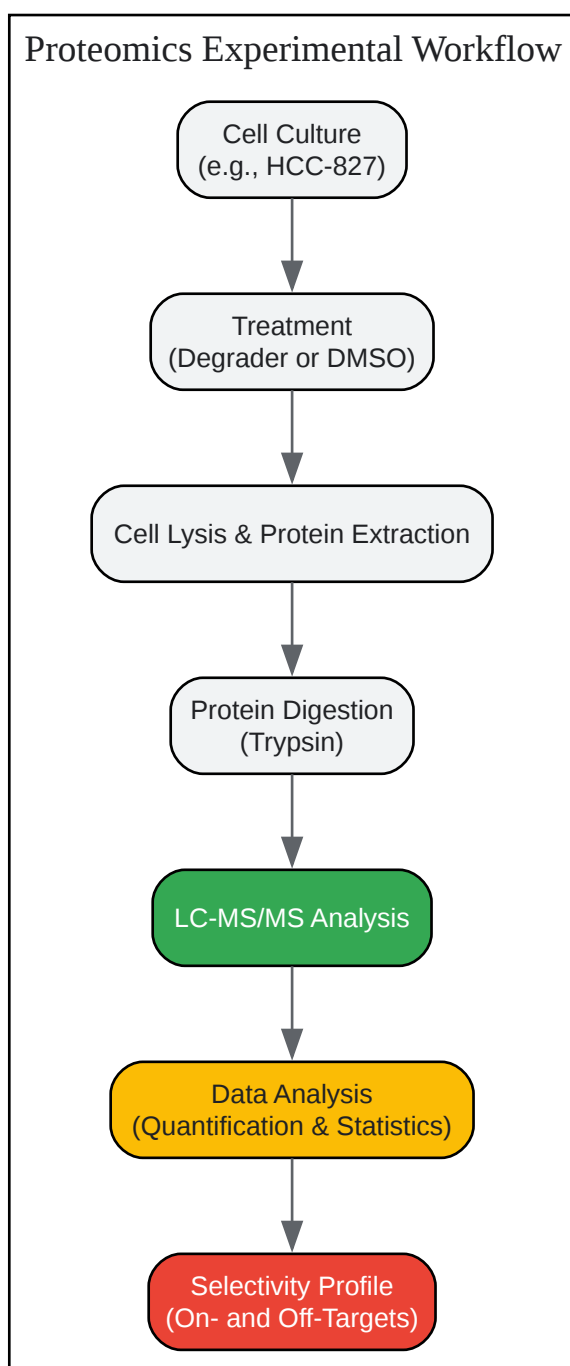 Proteomics Experimental Workflow
Cell Culture
(e.g., HCC-827)
Treatment
(Degrader or DMSO)
Cell Lysis & Protein Extraction
Protein Digestion
(Trypsin)
LC-MS/MS Analysis
Data Analysis
(Quantification & Statistics)
Selectivity Profile
(On- and Off-Targets)